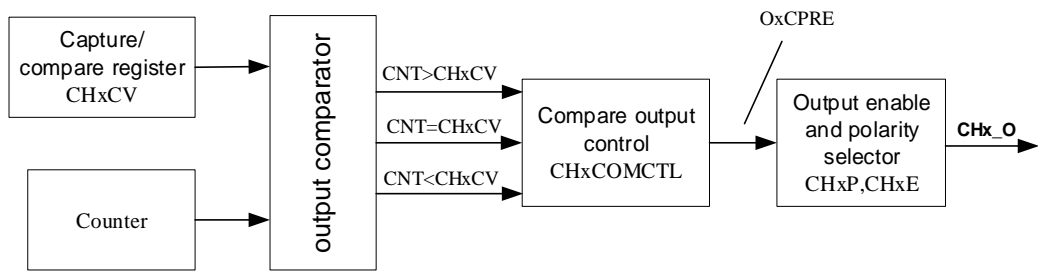 OxCPRE
Capture/
compare register
CHxCV
output comparator
CNT>CHxCV
CNT=CHxCV
CNT<CHxCV
Compare output
control
CHxCOMCTL
Output enable
and polarity
selector
CHxP,CHxE
CHx_O
Counter